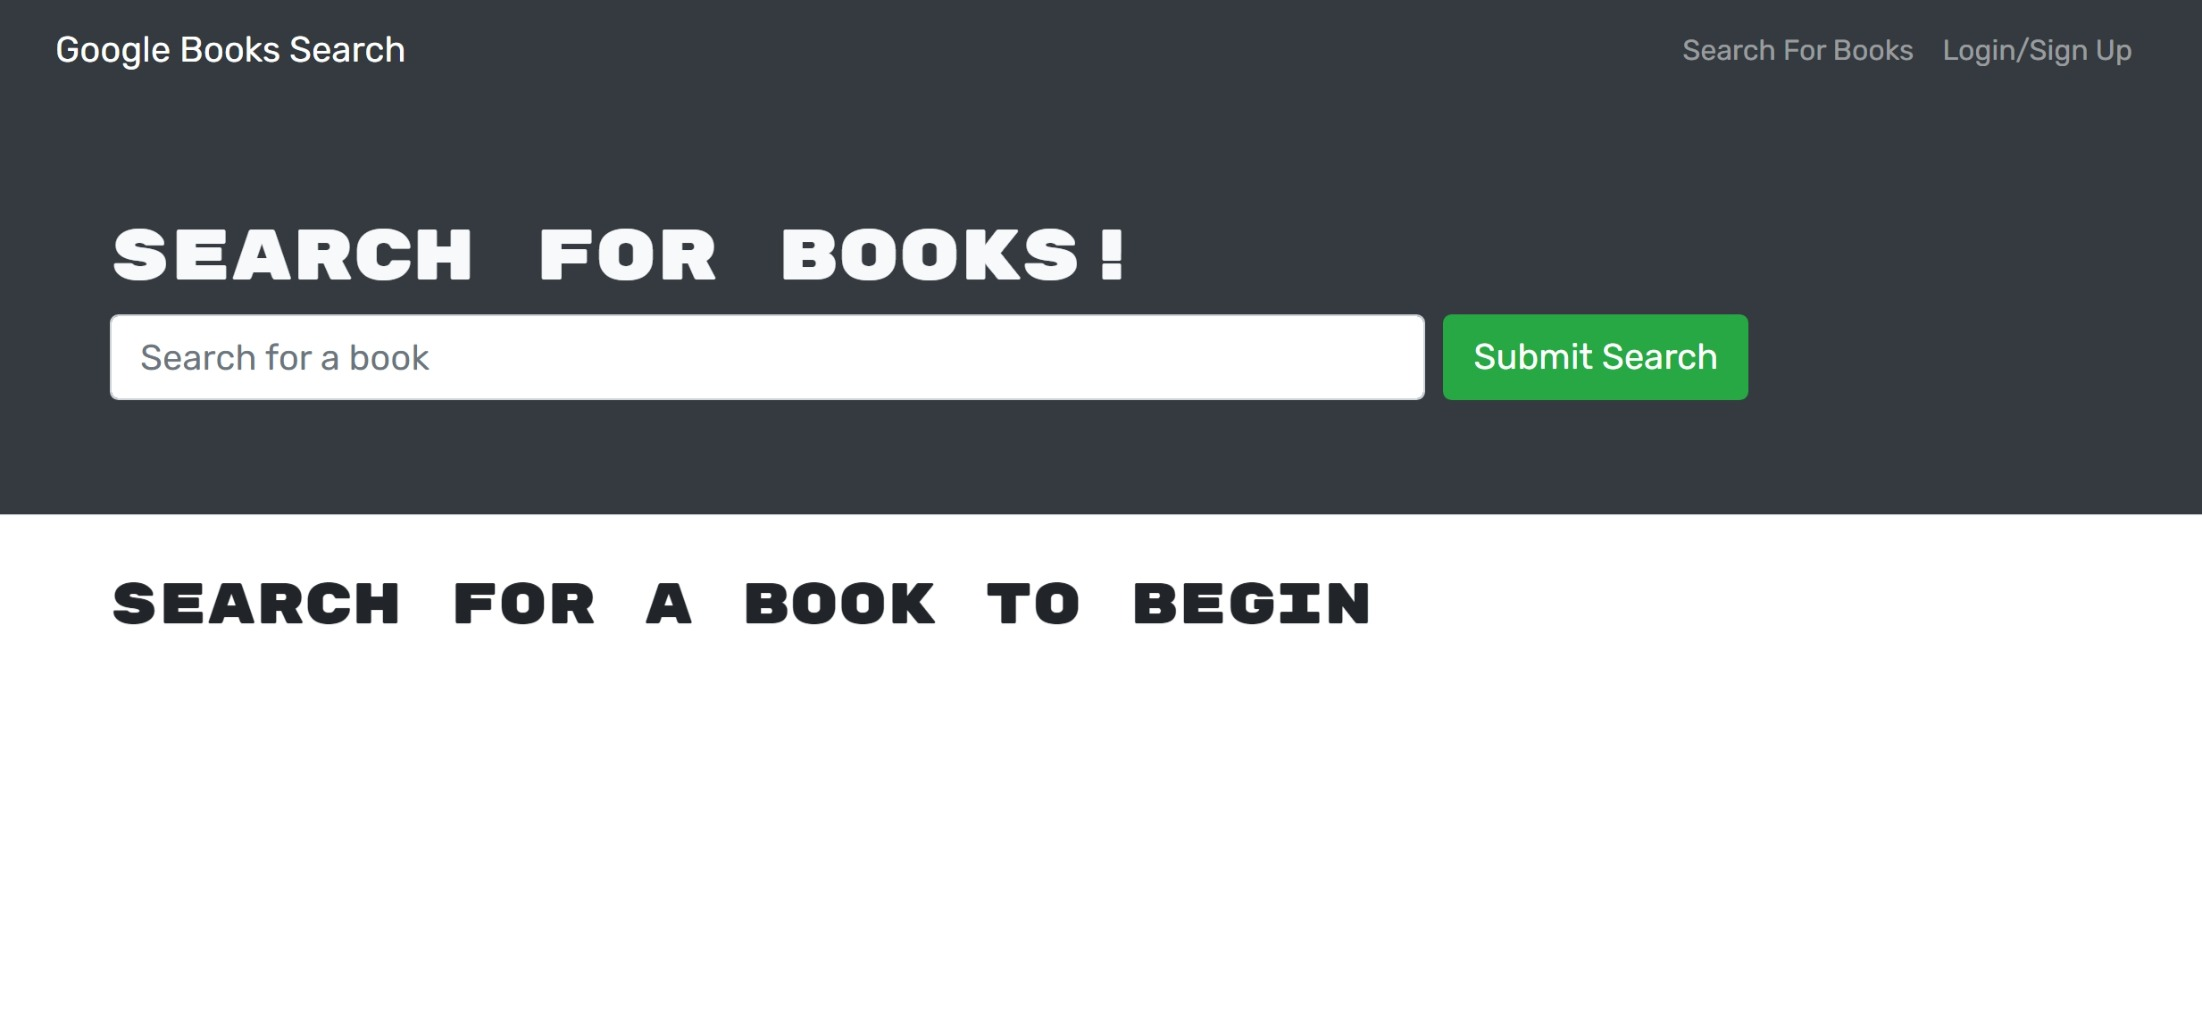 Google Books Search
Search For Books
Login/Sign Up
SEARCH FOR BOOKS!
Search for a book
Submit Search
SEARCH FOR A BOOK TO BEGIN